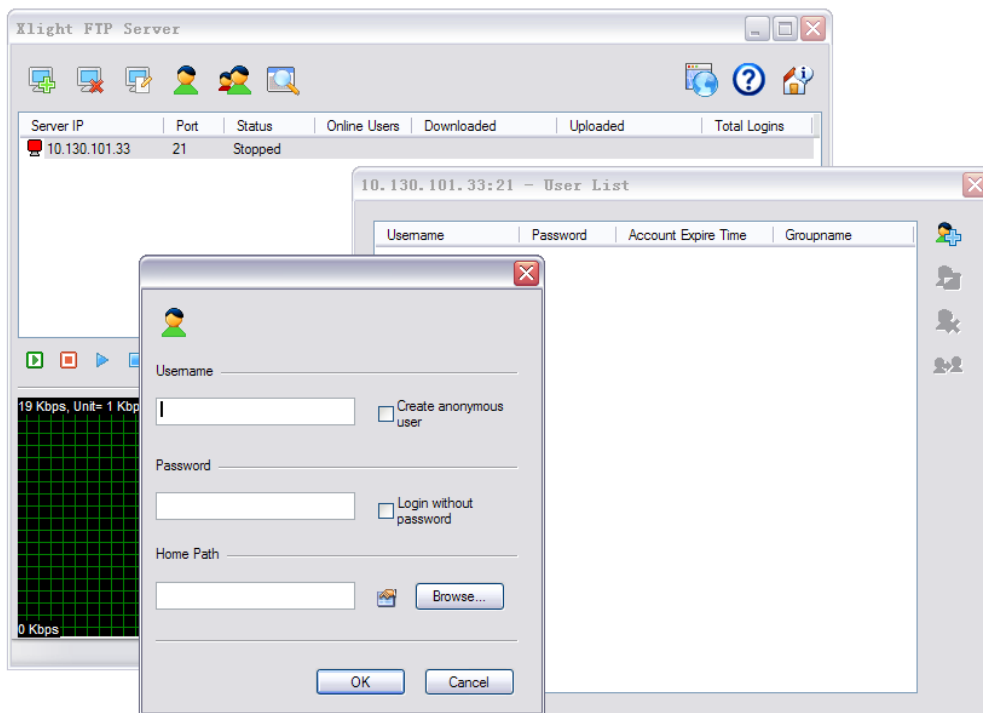 Xlight FTP Server
Server IP Port Status Online Users Downloaded Uploaded Total Logins
10.130.101.33 21 Stopped
10.130.101.33:21 - User List
Username Password Account Expire Time Groupname
Username
Create anonymous
user
19 Kbps, Unit= 1 Kbp
Password
Login without
password
Home Path
Browse...
0 Kbps
OK Cancel